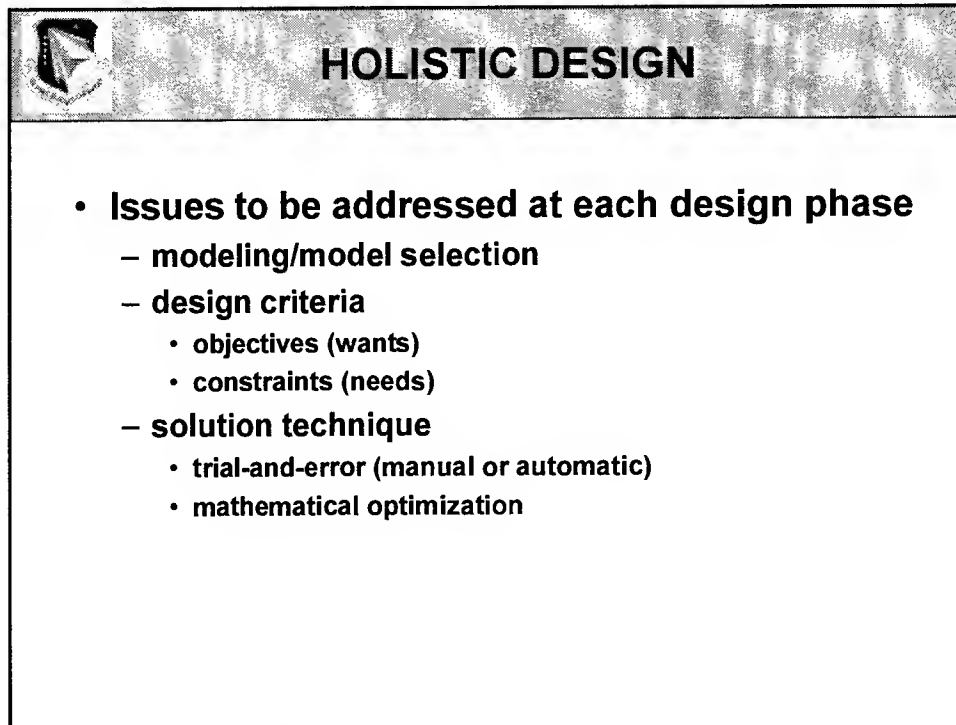 HOLISTIC DESIGN
• Issues to be addressed at each design phase
– modeling/model selection
– design criteria
• objectives (wants)
• constraints (needs)
– solution technique
• trial-and-error (manual or automatic)
• mathematical optimization